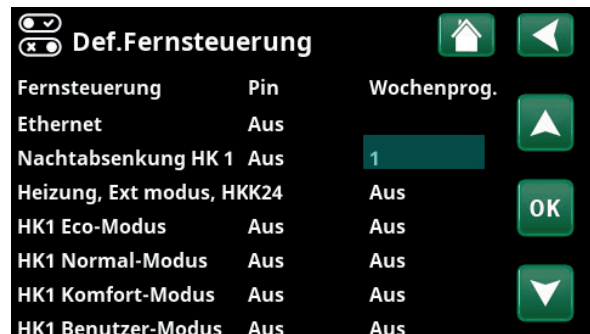 Def.Fernsteuerung
Fernsteuerung Pin Wochenprog.
Ethernet Aus
Nachtabsenkung HK 1 Aus 1
Heizung, Ext modus, HKK24 Aus
OK
HK1 Eco-Modus Aus Aus
HK1 Normal-Modus Aus Aus
HK1 Komfort-Modus Aus Aus
HK1 Benutzer-Modus Aus Aus